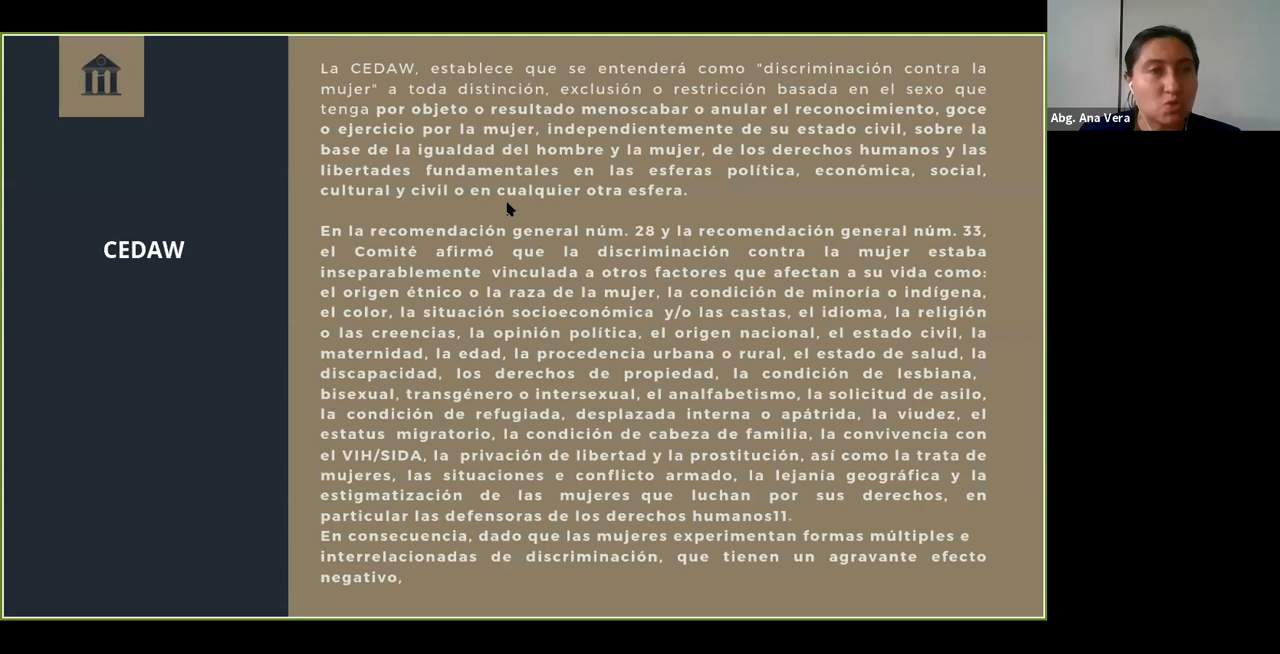 CEDAW
La CEDAW, establece que se entenderá como "discriminación contra la
mujer" a toda distinción, exclusión o restricción basada en el sexo que
tenga por objeto o resultado menoscabar o anular el reconocimiento, goce
o ejercicio por la mujer, independientemente de su estado civil, sobre la
base de la igualdad del hombre y la mujer, de los derechos humanos y las
libertades fundamentales en las esferas política, económica, social,
cultural y civil o en cualquier otra esfera.
En la recomendación general núm. 28 y la recomendación general núm. 33,
el Comité afirmó que la discriminación contra la mujer estaba
inseparablemente vinculada a otros factores que afectan a su vida como:
el origen étnico o la raza de la mujer, la condición de minoría o indígena,
el color, la situación socioeconómica y/o las castas, el idioma, la religión
o las creencias, la opinión política, el origen nacional, el estado civil, la
maternidad, la edad, la procedencia urbana o rural, el estado de salud, la
discapacidad, los derechos de propiedad, la condición de lesbiana,
bisexual, transgénero o intersexual, el analfabetismo, la solicitud de asilo,
la condición de refugiada, desplazada interna o apátrida, la viudez, el
estatus migratorio, la condición de cabeza de familia, la convivencia con
el VIH/SIDA, la privación de libertad y la prostitución, así como la trata de
mujeres, las situaciones e conflicto armado, la lejanía geográfica y la
estigmatización de las mujeres que luchan por sus derechos, en
particular las defensoras de los derechos humanos11.
En consecuencia, dado que las mujeres experimentan formas múltiples e
interrelacionadas de discriminación, que tienen un agravante efecto
negativo,
Abg. Ana Vera